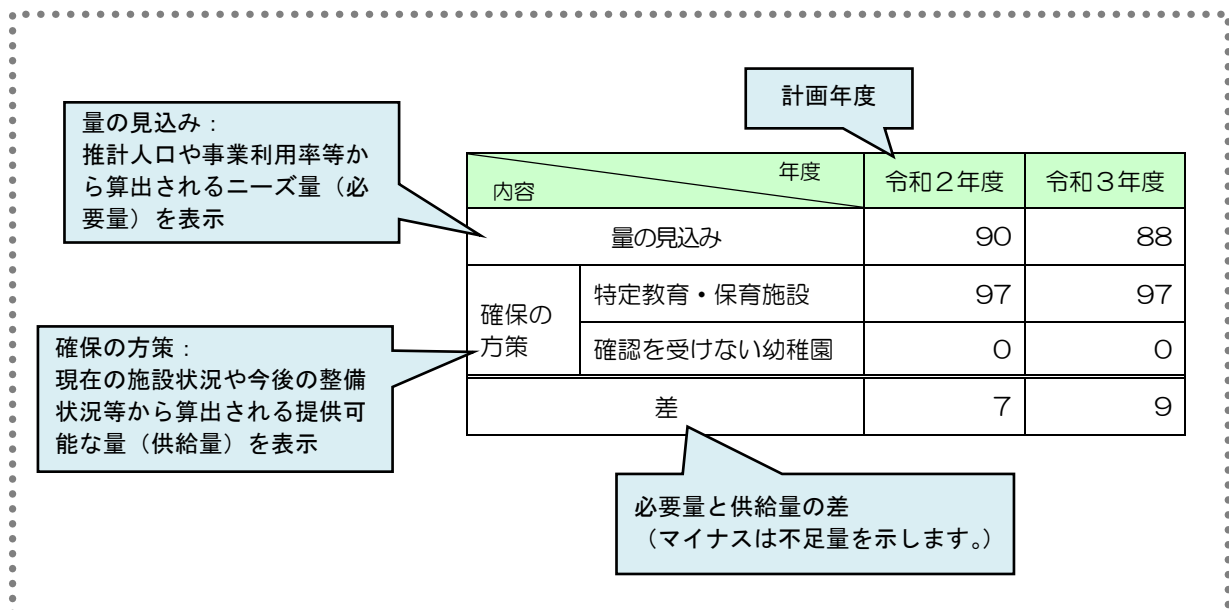 計画年度
量の見込み：
推計人口や事業利用率等か
ら算出されるニーズ量（必
要量）を表示
年度
内容
令和２年度
令和３年度
量の見込み
90
88
確保の
方策
特定教育・保育施設
97
97
確認を受けない幼稚園
0
0
差
7
9
確保の方策：
現在の施設状況や今後の整備
状況等から算出される提供可
能な量（供給量）を表示
必要量と供給量の差
（マイナスは不足量を示します。）